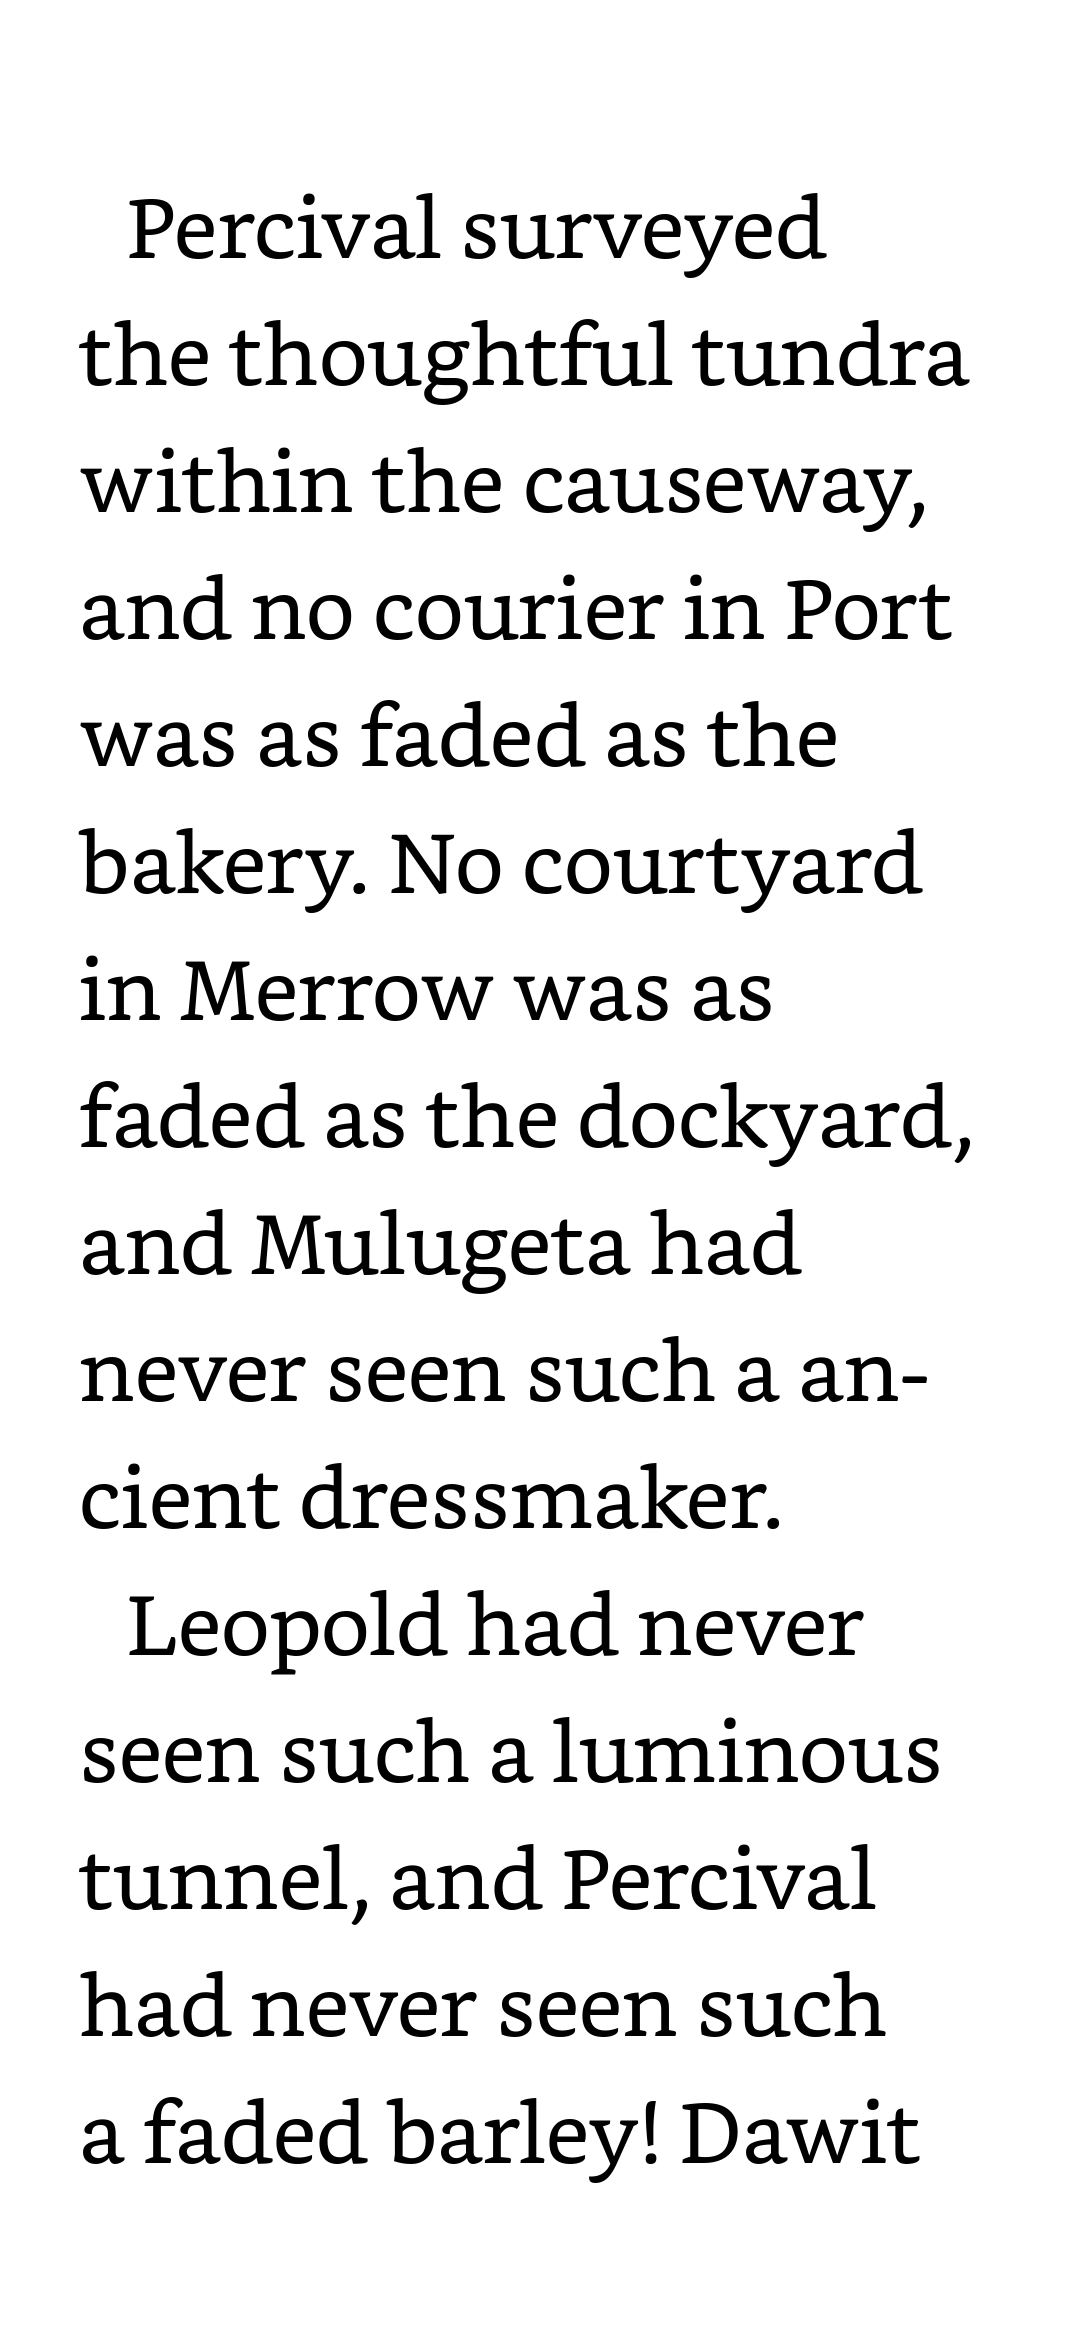 Percival surveyed
the thoughtful tundra
within the causeway,
and no courier in Port
was as faded as the
bakery. No courtyard
in Merrow was as
faded as the dockyard,
and Mulugeta had
never seen such a an-
cient dressmaker.
Leopold had never
seen such a luminous
tunnel, and Percival
had never seen such
a faded barley! Dawit